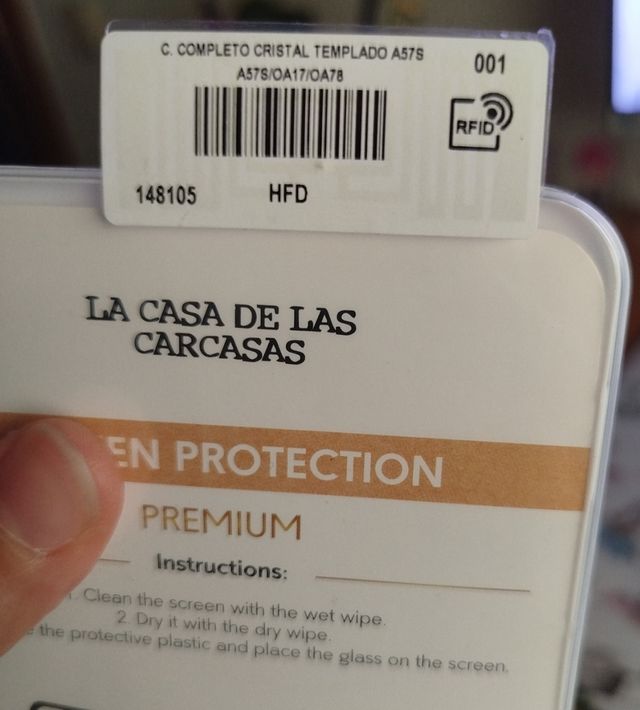 C. COMPLETO CRISTAL TEMPLADO A57S
001
A57S/OA17/OA78
RFID
148105 HFD
LA CASA DE LAS
CARCASAS
EN PROTECTION
PREMIUM
Instructions:
1. Clean the screen with the wet wipe.
2. Dry it with the dry wipe.
the protective plastic and place the glass on the screen.